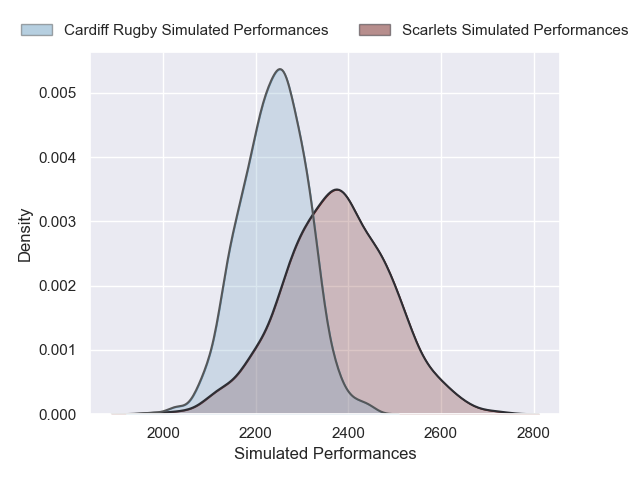 Cardiff Rugby Simulated Performances
Scarlets Simulated Performances
0.005
0.004
0.003
0.002
0.001
0.000
Density
2000 2200 2400 2600 2800
Simulated Performances